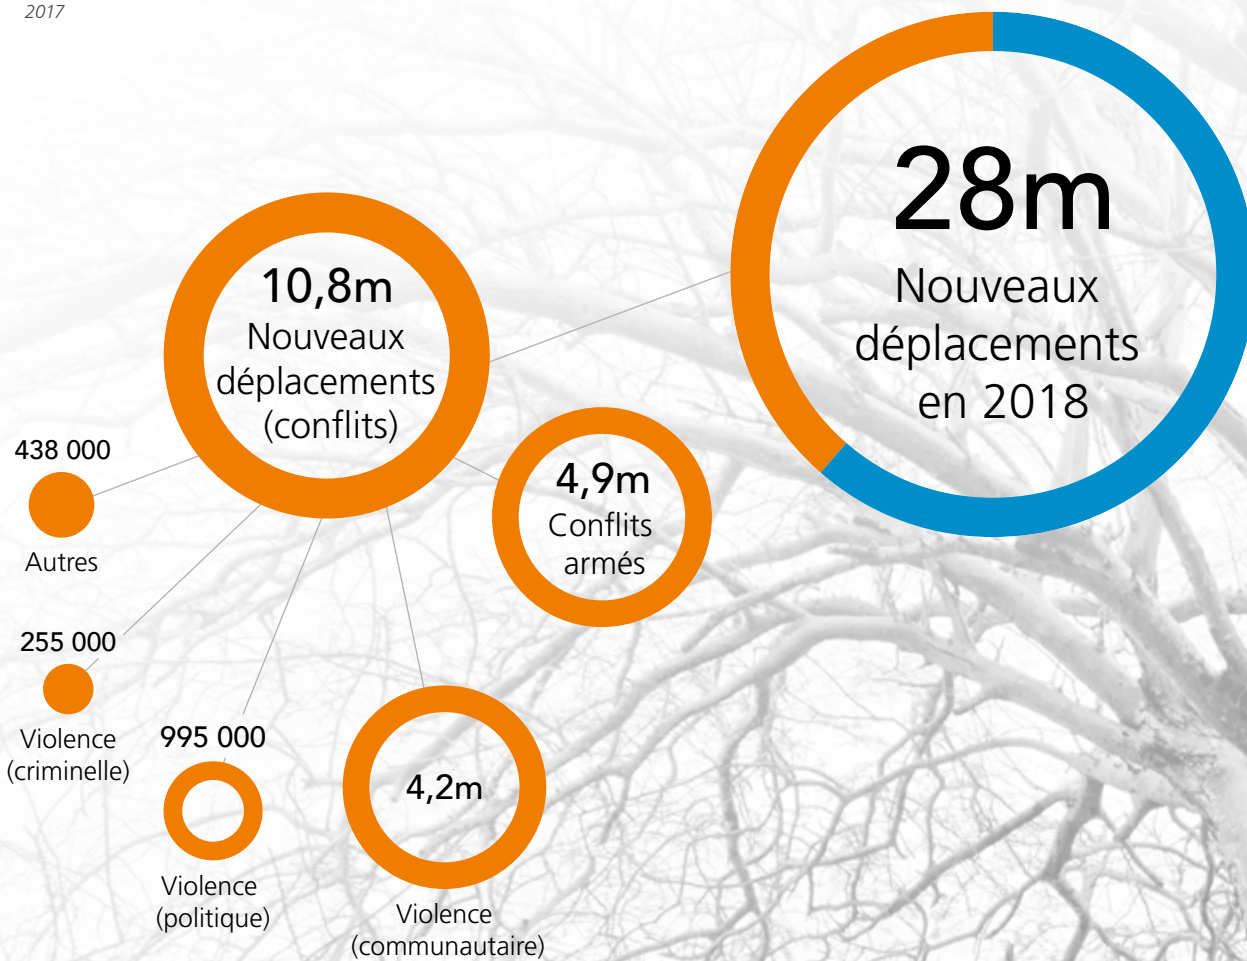 2017
28m
Nouveaux
déplacements
en 2018
10,8m
Nouveaux
déplacements
(conflits)
438 000
Autres
4,9m
Conflits
armés
255 000
Violence
(criminelle)
995 000
Violence
(politique)
4,2m
Violence
(communautaire)